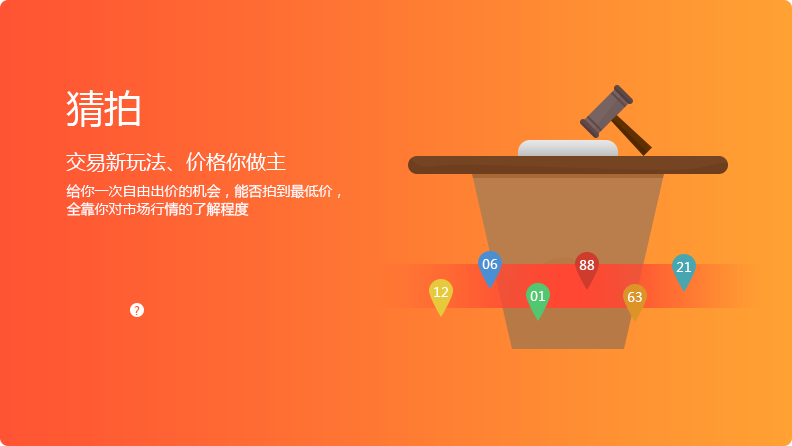 猜拍
交易新玩法、价格你做主
给你一次自由出价的机会，能否拍到最低价，
全靠你对市场行情的了解程度
?
12
06
01
88
63
21